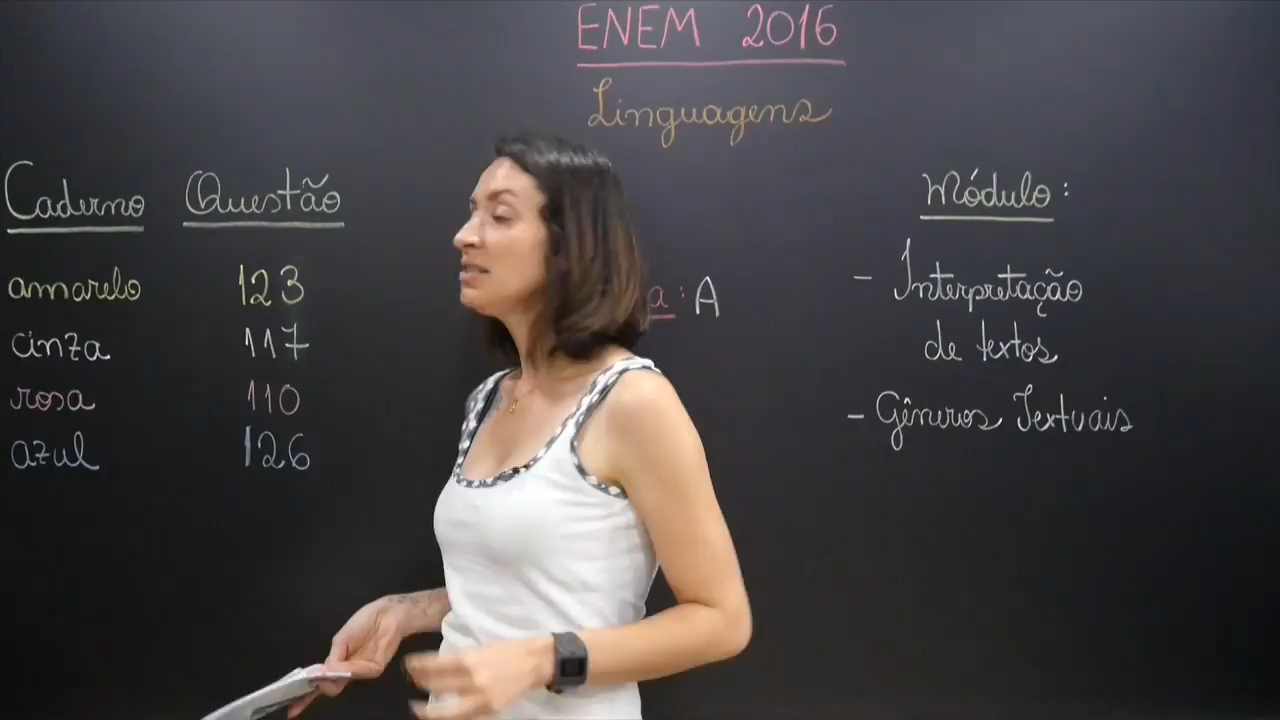 ENEM 2016
Linguagens
Caderno Questão
amarelo 123
cinza 117
rosa 110
azul 126
a: A
Módulo:
- Interpretação
de textos
- Gêneros Textuais